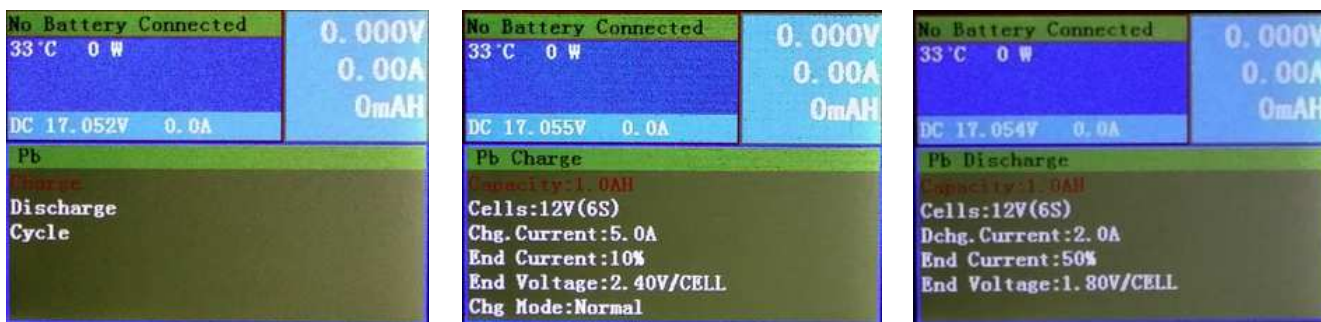 No Battery Connected
33°C 0 W
DC 17.052V 0.0A
0.000V
0.00A
0mAH
Pb
Charge
Discharge
Cycle
No Battery Connected
33°C 0 W
DC 17.055V 0.0A
0.000V
0.00A
0mAH
Pb Charge
Capacity:1.0AH
Cells:12V(6S)
Chg.Current:5.0A
End Current:10%
End Voltage:2.40V/CELL
Chg Mode:Normal
No Battery Connected
33°C 0 W
DC 17.054V 0.0A
0.000V
0.00A
0mAH
Pb Discharge
Capacity:1.0AH
Cells:12V(6S)
Dchg.Current:2.0A
End Current:50%
End Voltage:1.80V/CELL